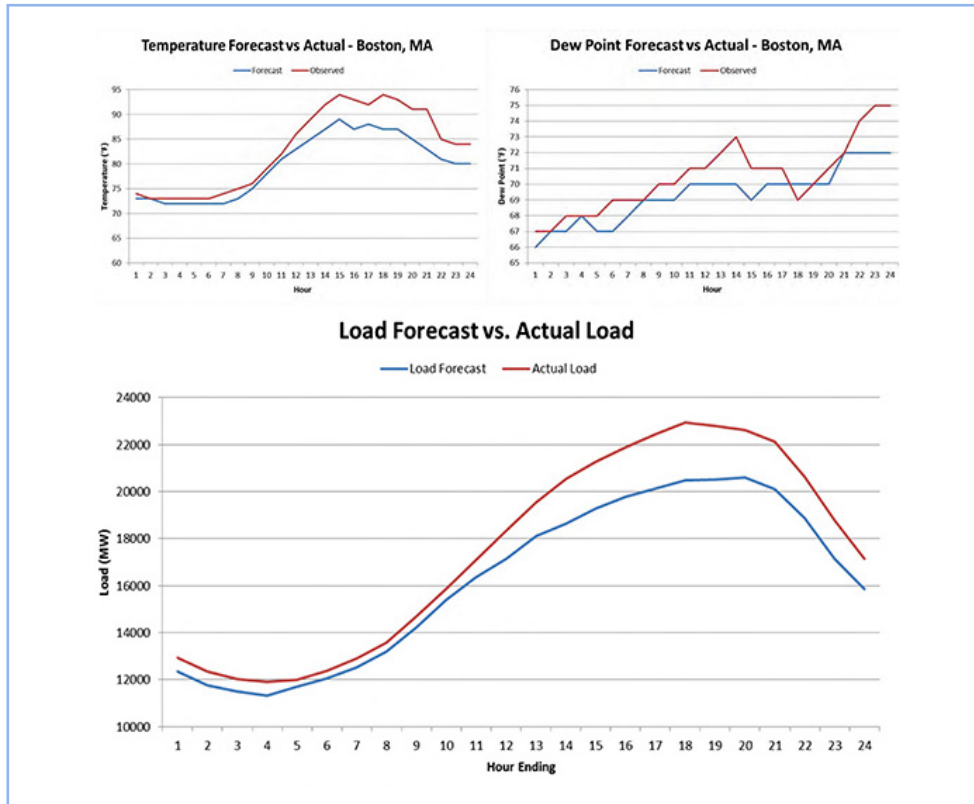 Temperature Forecast vs Actual - Boston, MA
Forecast Observed
95
90
85
80
75
70
65
60
Temperature (°F)
1 2 3 4 5 6 7 8 9 10 11 12 13 14 15 16 17 18 19 20 21 22 23 24
Hour
Dew Point Forecast vs Actual - Boston, MA
Forecast Observed
76
75
74
73
72
71
70
69
68
67
66
65
Dew Point (°F)
1 2 3 4 5 6 7 8 9 10 11 12 13 14 15 16 17 18 19 20 21 22 23 24
Hour
Load Forecast vs. Actual Load
Load Forecast Actual Load
24000
22000
20000
18000
16000
14000
12000
10000
Load (MW)
1 2 3 4 5 6 7 8 9 10 11 12 13 14 15 16 17 18 19 20 21 22 23 24
Hour Ending